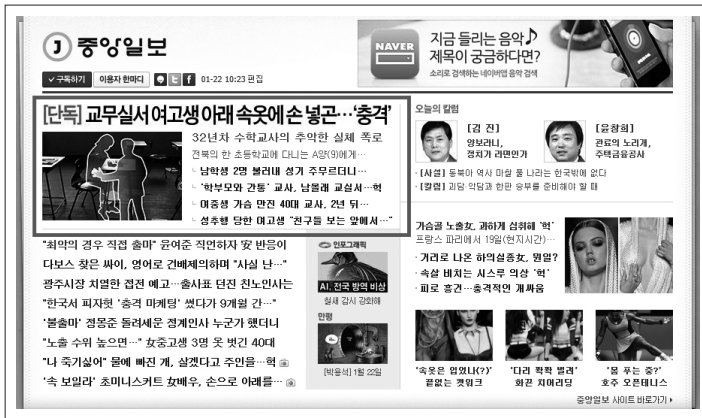 중앙일보
구독하기
이용자 한마디
01-22 10:23 편집
NAVER
지금 들리는 음악♪
제목이 궁금하다면?
소리로 검색하는 네이버앱 음악 검색
[단독] 교무실서 여고생 아래 속옷에 손 넣곤…'충격'
32년차 수학교사의 추악한 실체 폭로
전북의 한 초등학교에 다니는 A양(9)에게…
남학생 2명 불러내 성기 주무르더니…
'학부모와 간통' 교사, 남몰래 교실서…헉
여중생 가슴 만진 40대 교사, 2년 뒤…
성추행 당한 여고생 "친구들 보는 앞에서…"
오늘의 칼럼
[김 진]
양보라니,
정치가 라면인가
[윤창희]
관료의 노리개,
주택금융공사
· [사설] 동북아 역사 마찰 풀 나라는 한국밖에 없다
· [칼럼] 괴담·악담과 한판 승부를 준비해야 할 때
"최악의 경우 직접 출마" 윤여준 직언하자 安 반응이
다보스 찾은 싸이, 영어로 건배제의하며 "사실 난…"
광주시장 치열한 접전 예고…출사표 던진 친노인사는
"한국서 피자헛 '충격 마케팅' 썼다가 9개월 간…"
'불출마' 정몽준 돌려세운 정계인사 누군가 했더니
"노출 수위 높으면…" 女중고생 3명 옷 벗긴 40대
"나 죽기싫어" 물에 빠진 개, 살겠다고 주인을…헉
'속 보일라' 초미니스커트 女배우, 손으로 아래를…
인포그래픽
AI, 전국 방역 비상
철새 감시 강화해
만평
[박용석] 1월 22일
가슴골 노출女, 과하게 심취해 '헉'
프랑스 파리에서 19일(현지시간)…
· 거리로 나온 하의실종女, 뭔일?
· 속살 비치는 시스루 의상 '헉'
· 피로 흥건…충격적인 개싸움
'속옷은 입었나(?)'
끝없는 캣워크
'다리 쫙쫙 벌려'
화끈 치어리딩
'몸 푸는 중?'
호주 오픈테니스
중앙일보 사이트 바로가기